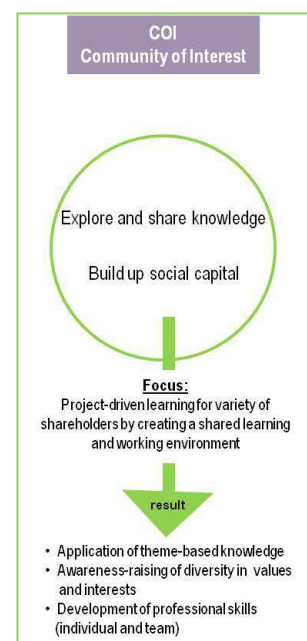 COI
Community of Interest
Explore and share knowledge
Build up social capital
Focus:
Project-driven learning for variety of
shareholders by creating a shared learning
and working environment
result
• Application of theme-based knowledge
• Awareness-raising of diversity in values
and interests
• Development of professional skills
(individual and team)